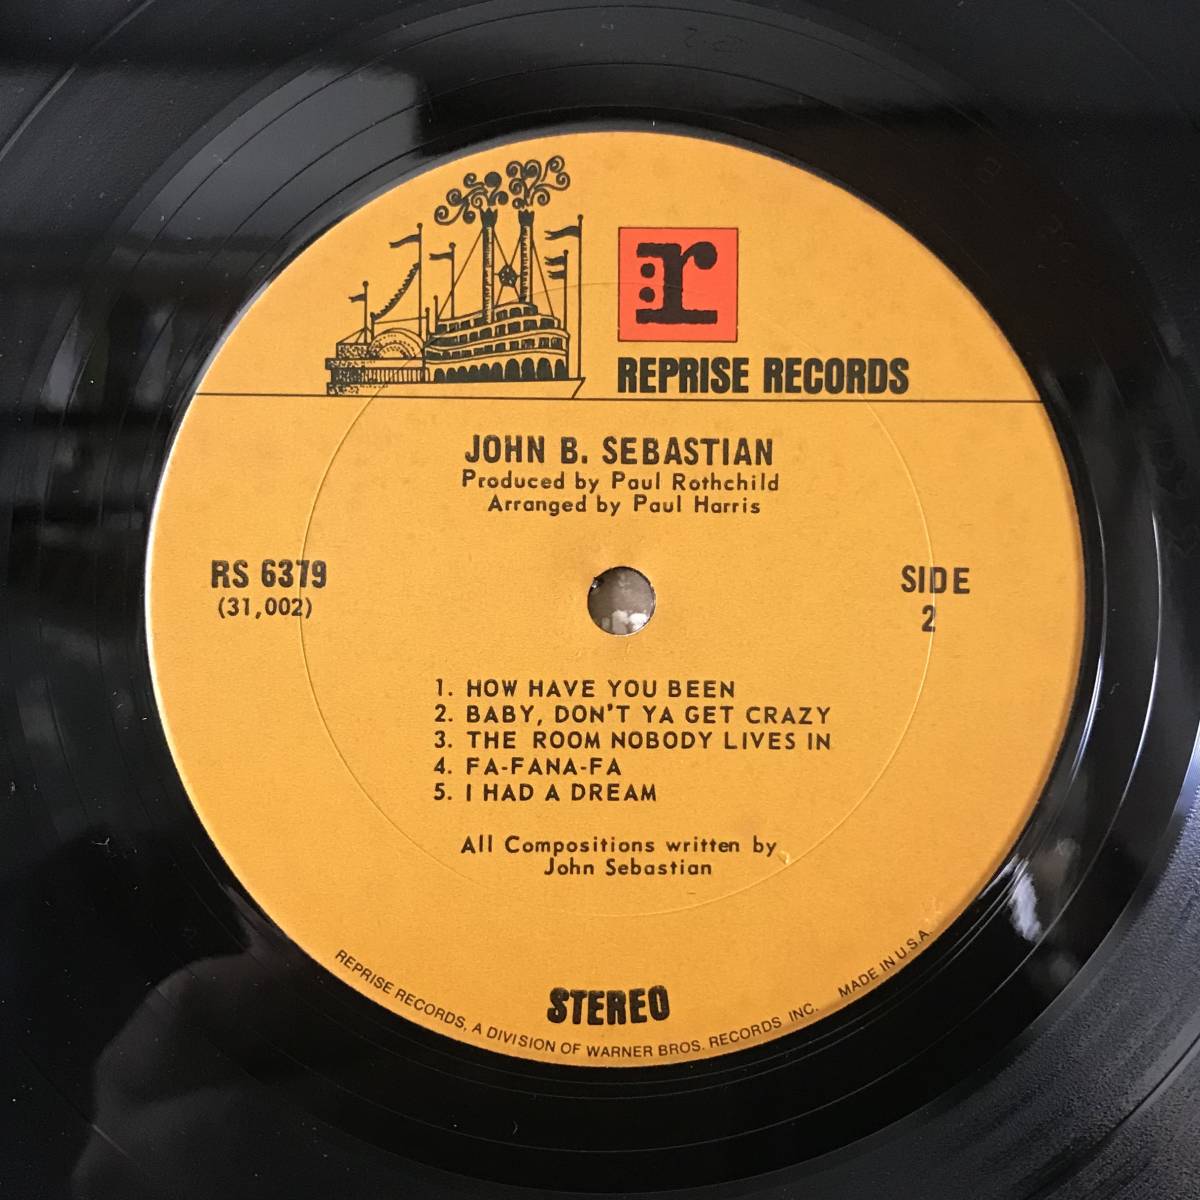 r:
REPRISE RECORDS
JOHN B. SEBASTIAN
Produced by Paul Rothchild
Arranged by Paul Harris
RS 6379
(31,002)
SIDE
2
1. HOW HAVE YOU BEEN
2. BABY, DON'T YA GET CRAZY
3. THE ROOM NOBODY LIVES IN
4. FA-FANA-FA
5. I HAD A DREAM
All Compositions written by
John Sebastian
STEREO
REPRISE RECORDS, A DIVISION OF WARNER BROS. RECORDS INC. MADE IN U.S.A.